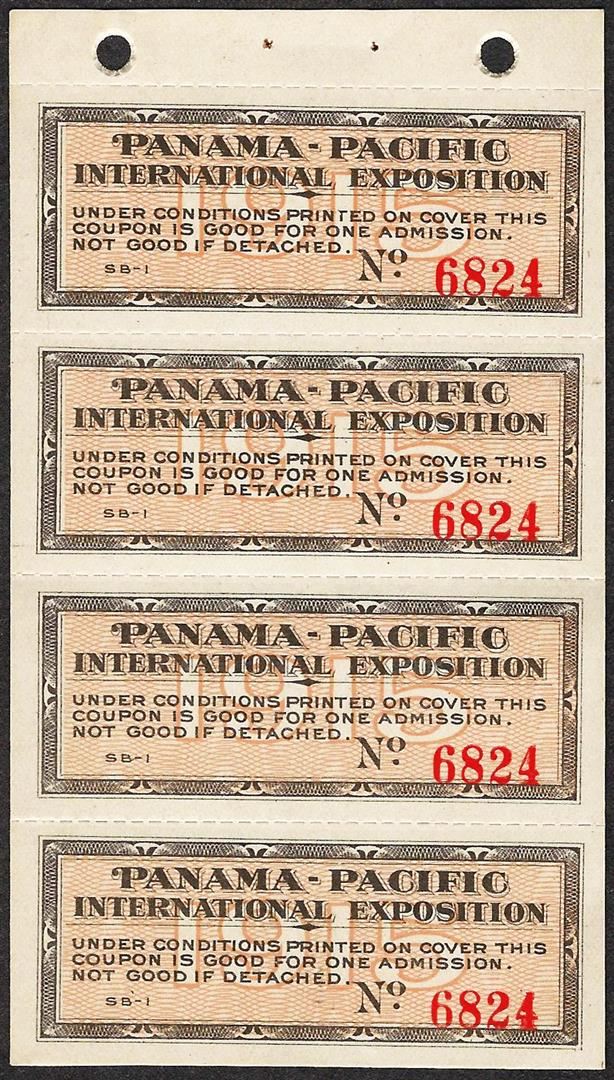 PANAMA-PACIFIC
INTERNATIONAL EXPOSITION
1915
UNDER CONDITIONS PRINTED ON COVER THIS
COUPON IS GOOD FOR ONE ADMISSION.
NOT GOOD IF DETACHED.
SB-1 Nº 6824
PANAMA-PACIFIC
INTERNATIONAL EXPOSITION
1915
UNDER CONDITIONS PRINTED ON COVER THIS
COUPON IS GOOD FOR ONE ADMISSION.
NOT GOOD IF DETACHED.
SB-1 Nº 6824
PANAMA-PACIFIC
INTERNATIONAL EXPOSITION
1915
UNDER CONDITIONS PRINTED ON COVER THIS
COUPON IS GOOD FOR ONE ADMISSION.
NOT GOOD IF DETACHED.
SB-1 Nº 6824
PANAMA-PACIFIC
INTERNATIONAL EXPOSITION
1915
UNDER CONDITIONS PRINTED ON COVER THIS
COUPON IS GOOD FOR ONE ADMISSION.
NOT GOOD IF DETACHED.
SB-1 Nº 6824